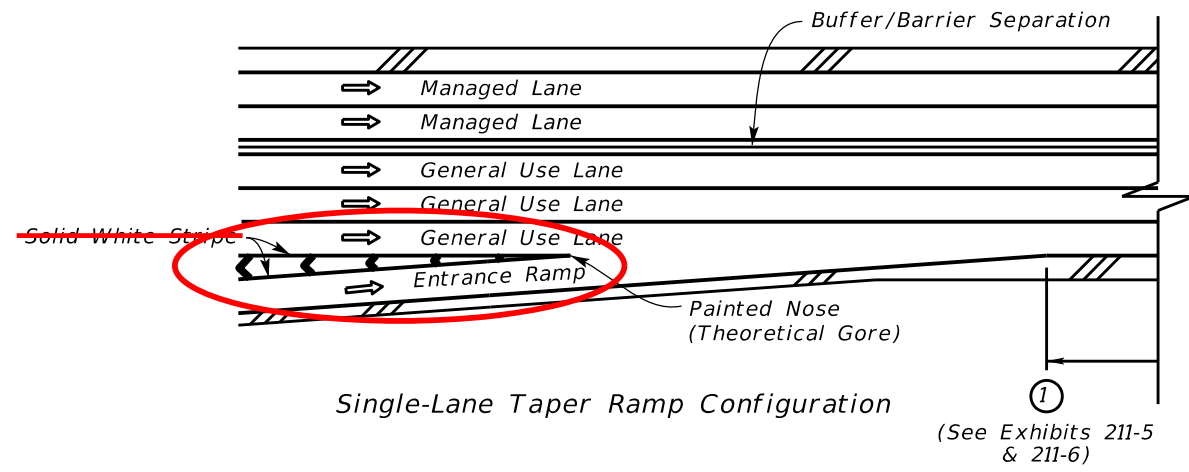 Buffer/Barrier Separation
Managed Lane
Managed Lane
General Use Lane
General Use Lane
General Use Lane
Solid White Stripe
Entrance Ramp
Painted Nose
(Theoretical Gore)
Single-Lane Taper Ramp Configuration
1
(See Exhibits 211-5
& 211-6)